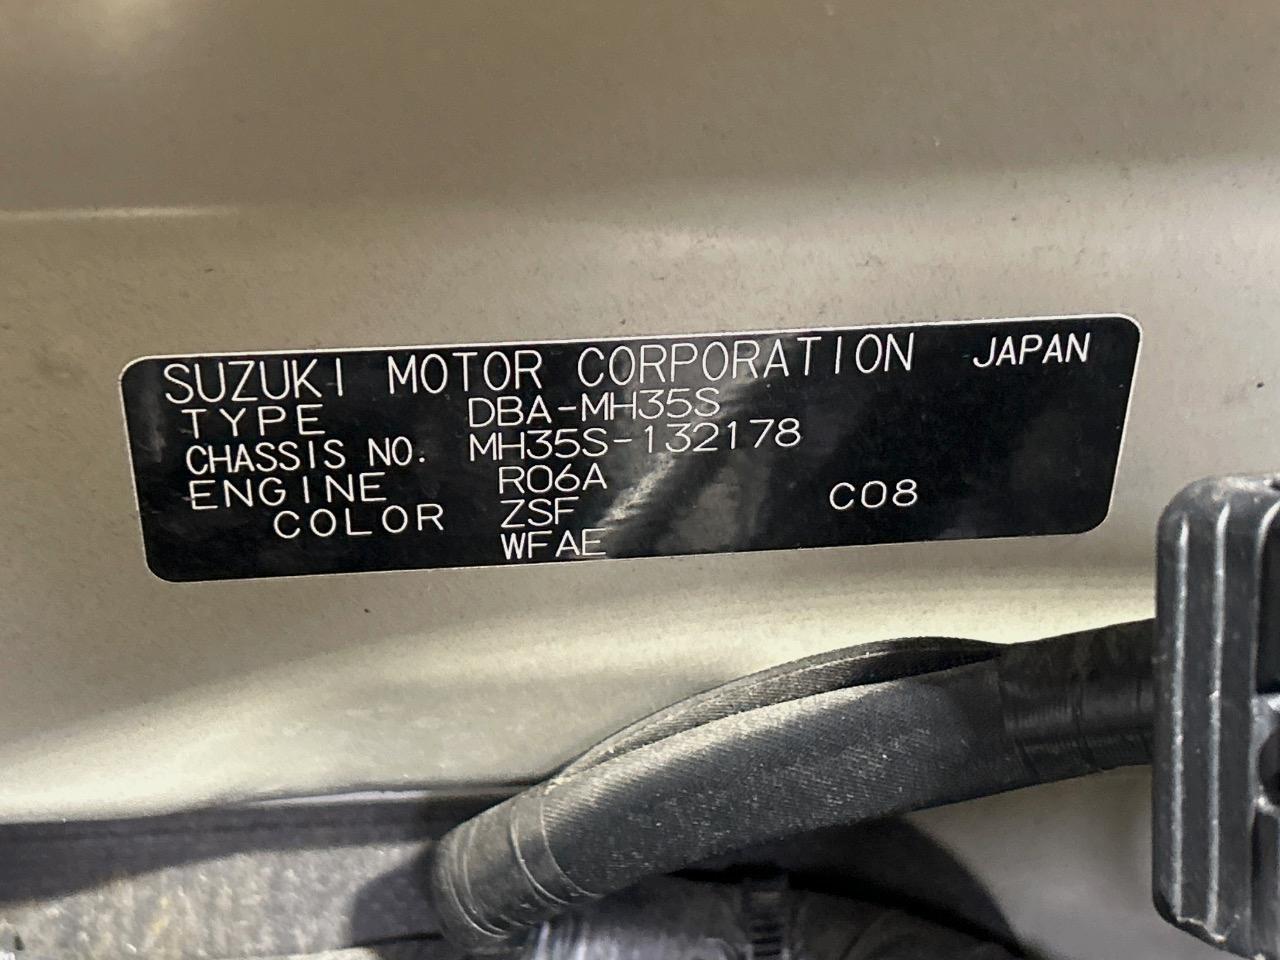 SUZUKI MOTOR CORPORATION JAPAN
TYPE DBA-MH35S
CHASSIS NO. MH35S-132178
ENGINE R06A
COLOR ZSF C08
WFAE